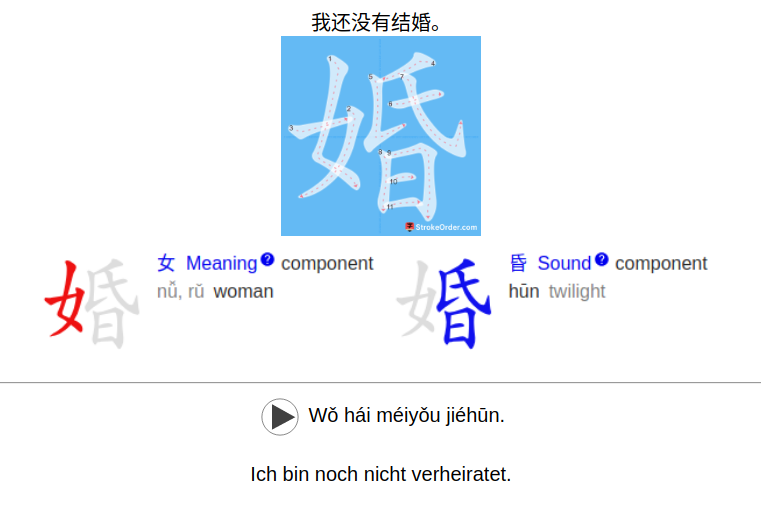 我还没有结婚。
1
2
3
4
5
6
7
8
9
10
11
StrokeOrder.com
婚
女 Meaning ? component
nǚ, rǔ woman
婚
昏 Sound ? component
hūn twilight
Wǒ hái méiyǒu jiéhūn.
Ich bin noch nicht verheiratet.